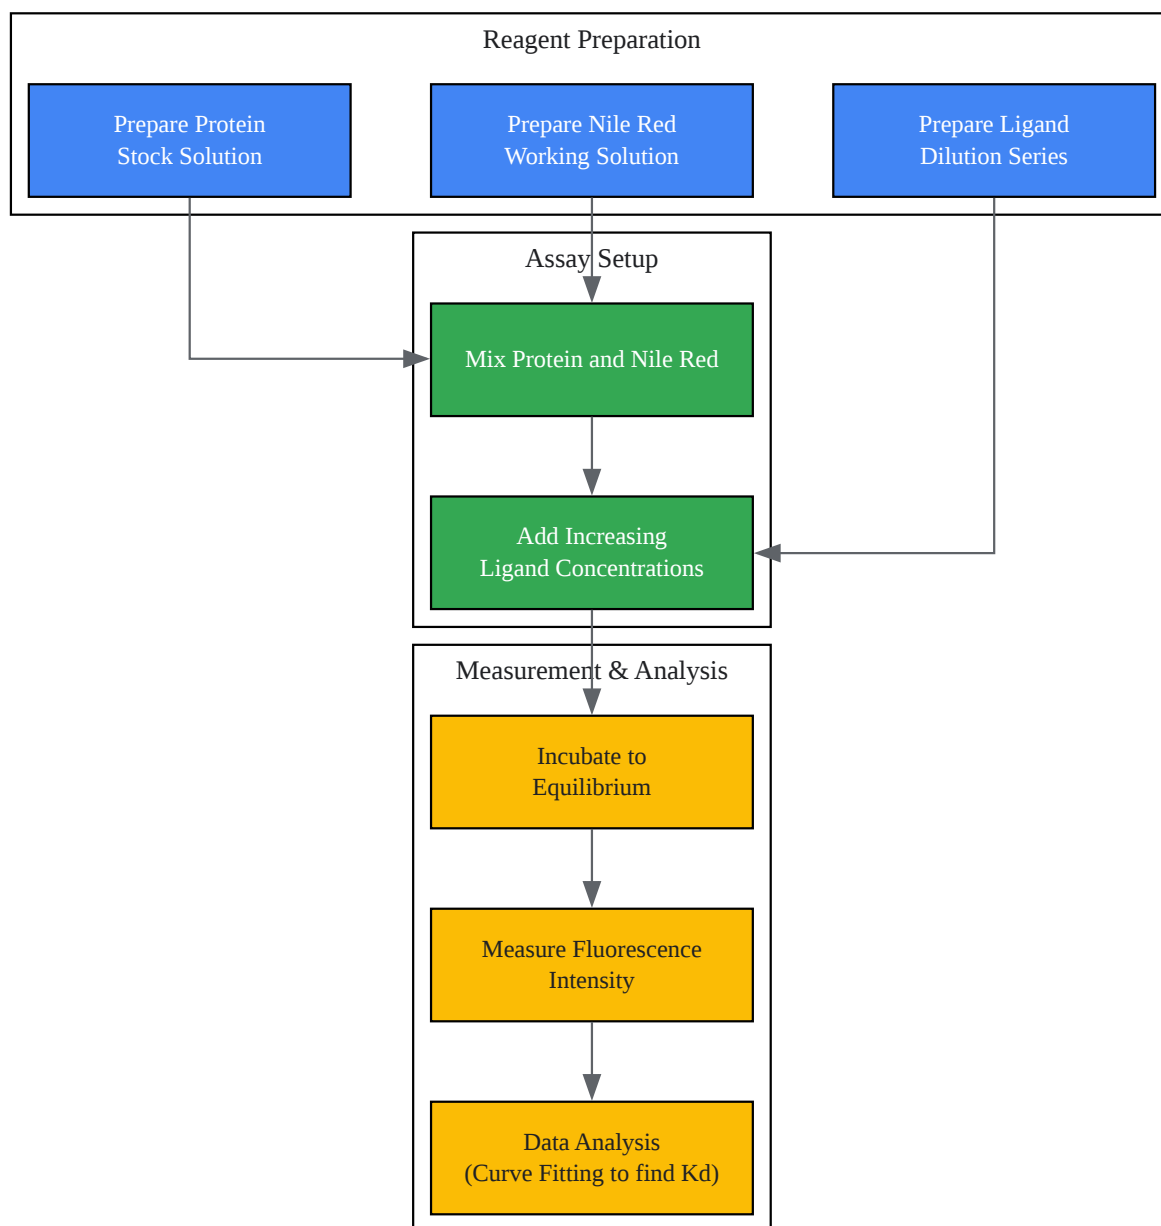 Reagent Preparation
Prepare Protein
Stock Solution
Prepare Nile Red
Working Solution
Prepare Ligand
Dilution Series
Assay Setup
Mix Protein and Nile Red
Add Increasing
Ligand Concentrations
Measurement & Analysis
Incubate to
Equilibrium
Measure Fluorescence
Intensity
Data Analysis
(Curve Fitting to find Kd)